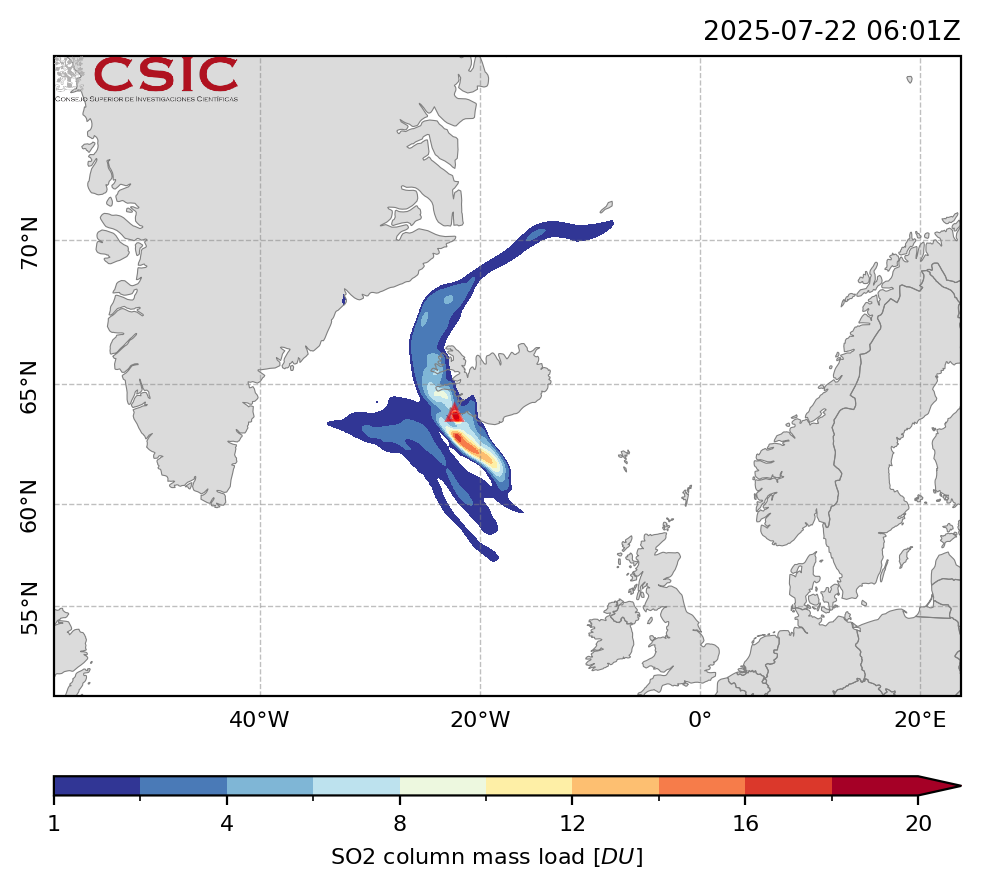 2025-07-22 06:01Z
CSIC
CONSEJO SUPERIOR DE INVESTIGACIONES CIENTÍFICAS
70°N
65°N
60°N
55°N
40°W 20°W 0° 20°E
1 4 8 12 16 20
SO2 column mass load [DU]